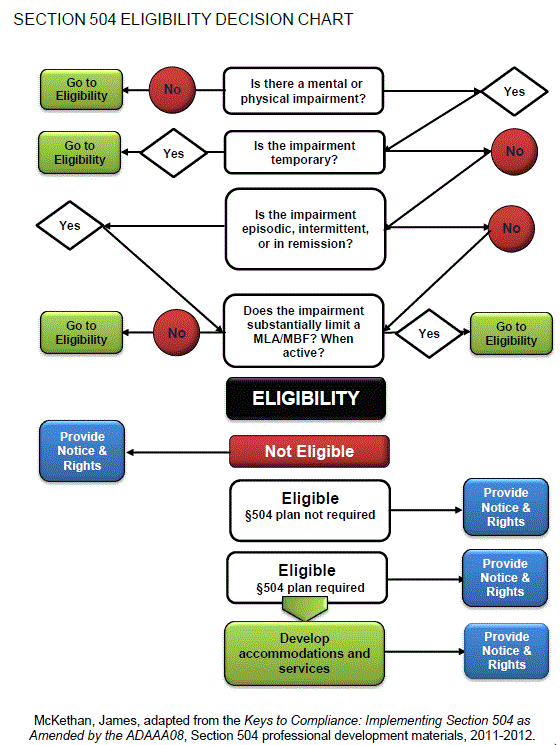 SECTION 504 ELIGIBILITY DECISION CHART
Go to
Eligibility
No
Is there a mental or
physical impairment?
Yes
Go to
Eligibility
Yes
Is the impairment
temporary?
No
Yes
Is the impairment
episodic, intermittent,
or in remission?
No
Go to
Eligibility
No
Does the impairment
substantially limit a
MLA/MBF? When
active?
Yes
Go to
Eligibility
ELIGIBILITY
Provide
Notice &
Rights
Not Eligible
Eligible
§504 plan not required
Provide
Notice &
Rights
Eligible
§504 plan required
Provide
Notice &
Rights
Develop
accommodations and
services
Provide
Notice &
Rights
McKethan, James, adapted from the Keys to Compliance: Implementing Section 504 as
Amended by the ADAAA08, Section 504 professional development materials, 2011-2012.